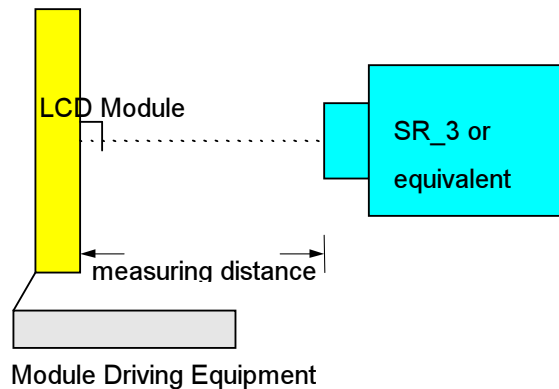 LCD Module
SR_3 or
equivalent
measuring distance
Module Driving Equipment